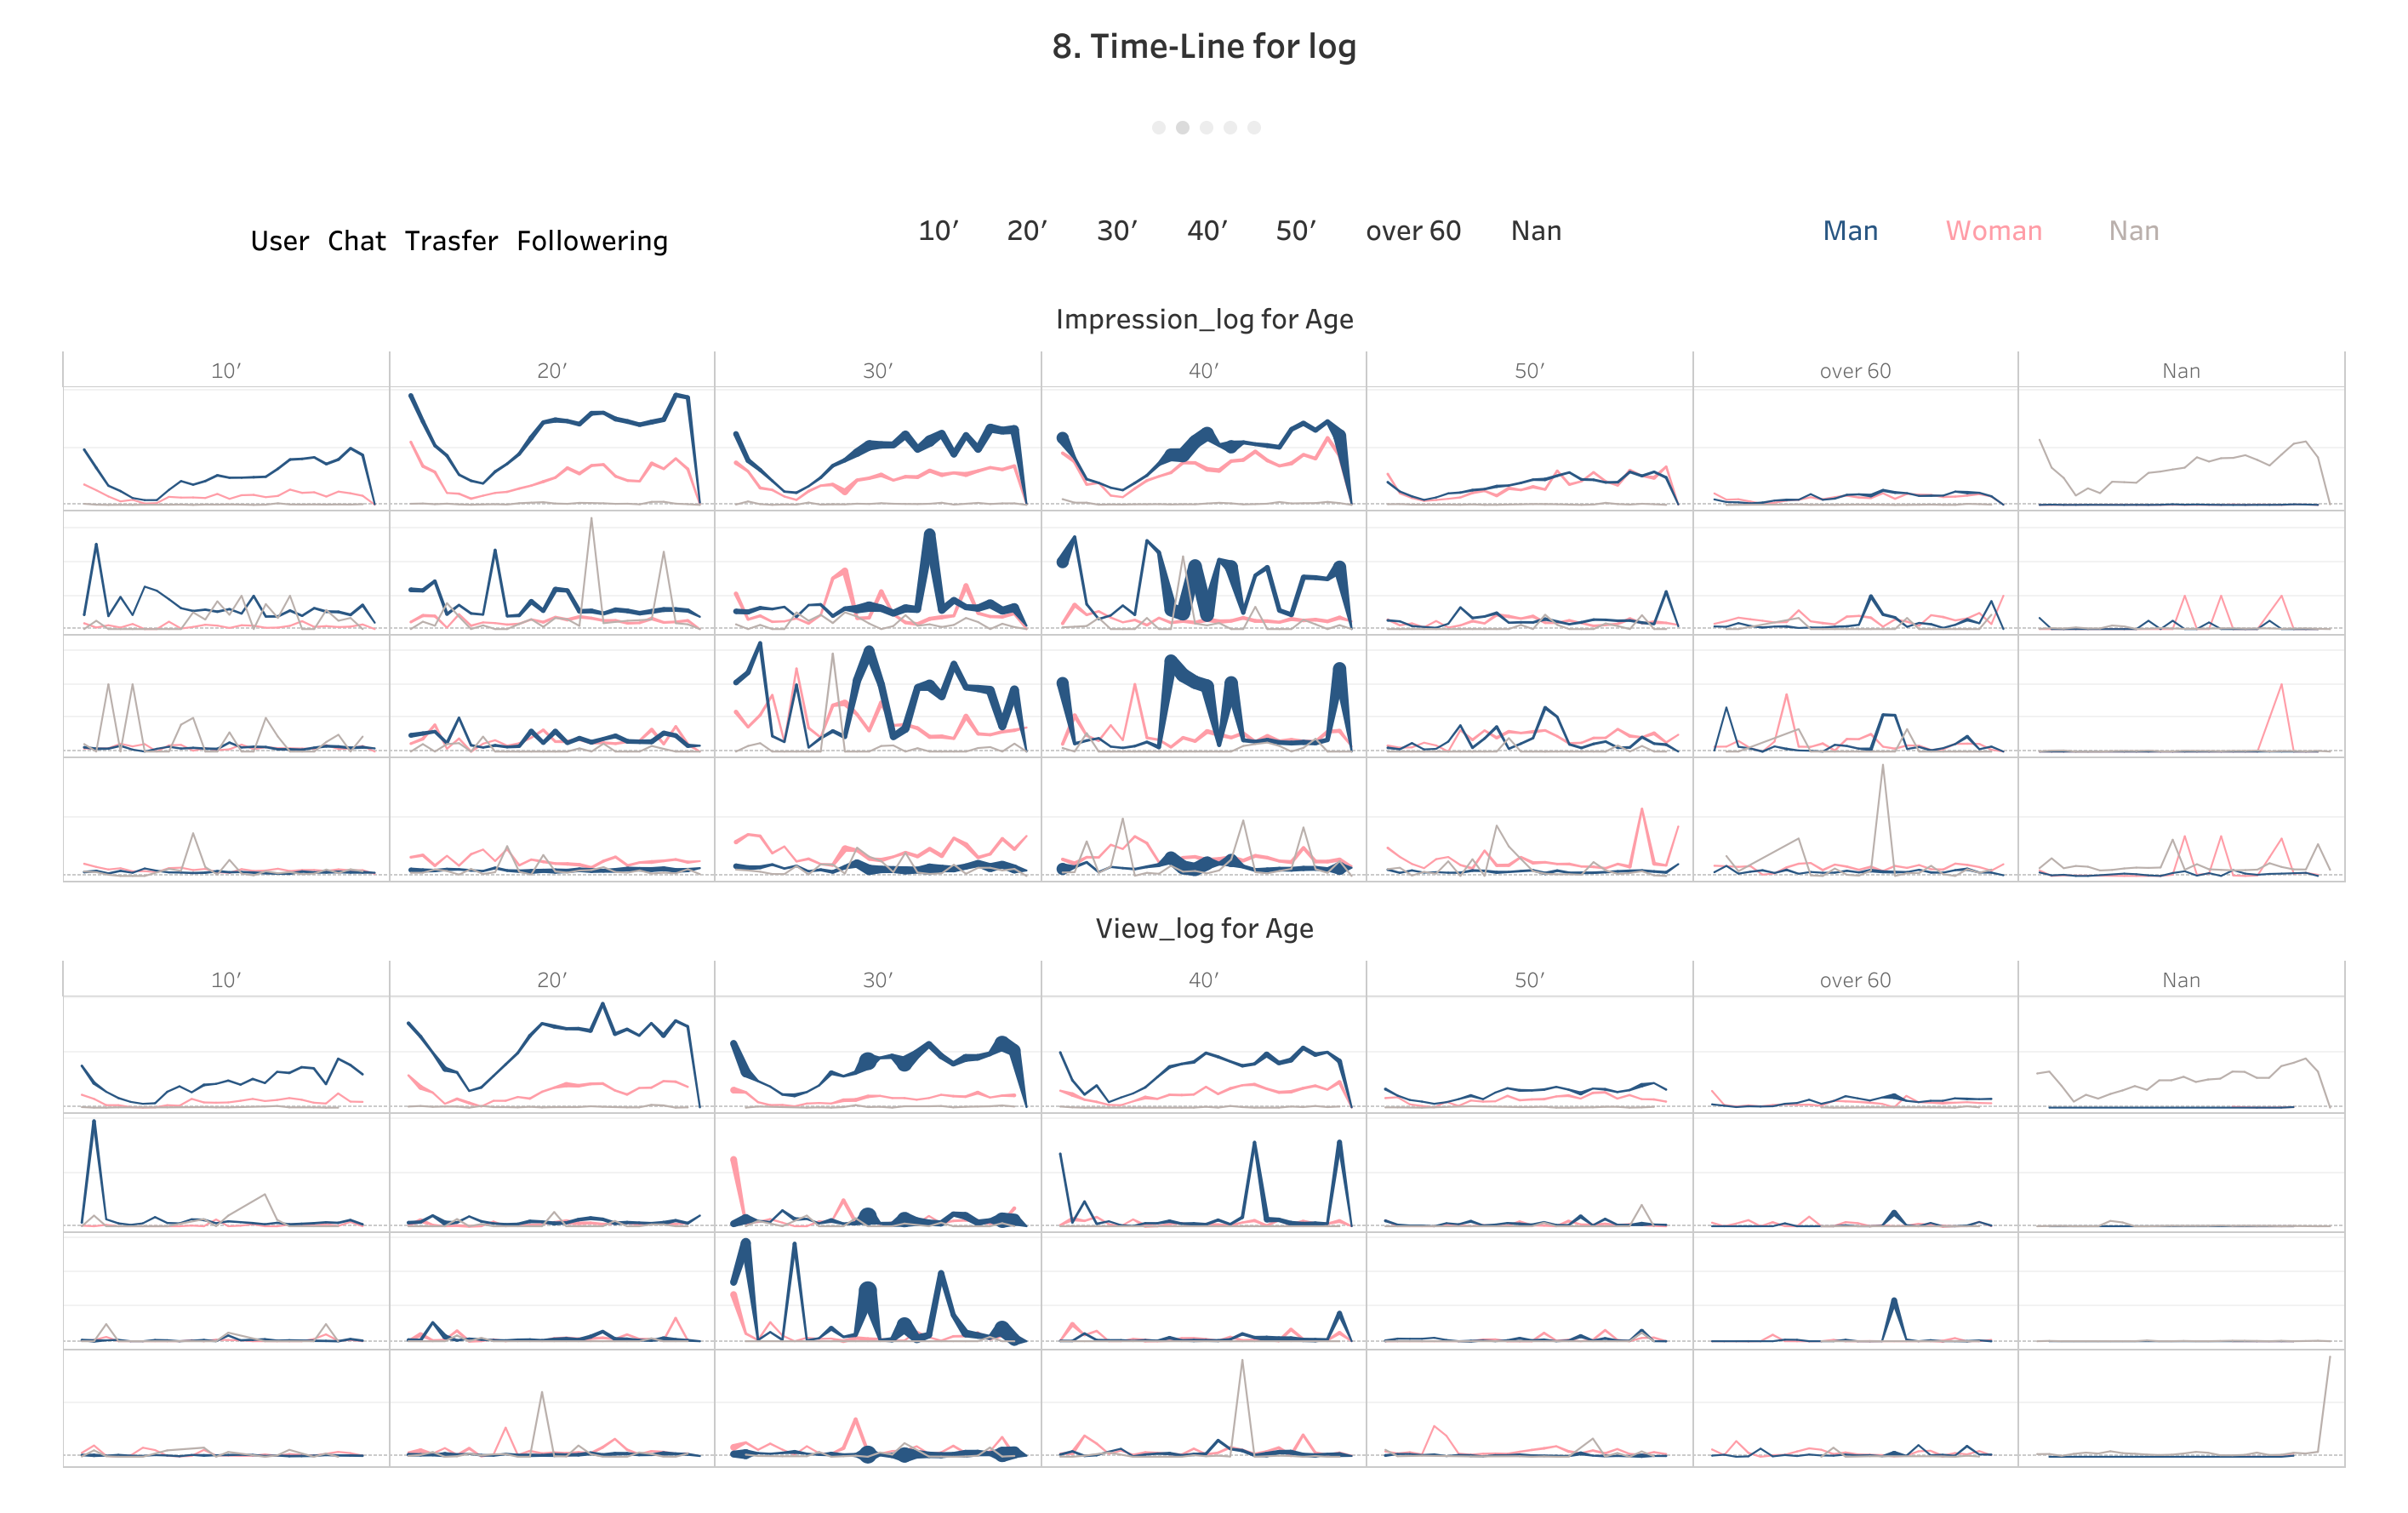 8. Time-Line for log
User Chat Trasfer Followering
10′ 20′ 30′ 40′ 50′ over 60 Nan
Man Woman Nan
Impression_log for Age
10′ 20′ 30′ 40′ 50′ over 60 Nan
View_log for Age
10′ 20′ 30′ 40′ 50′ over 60 Nan